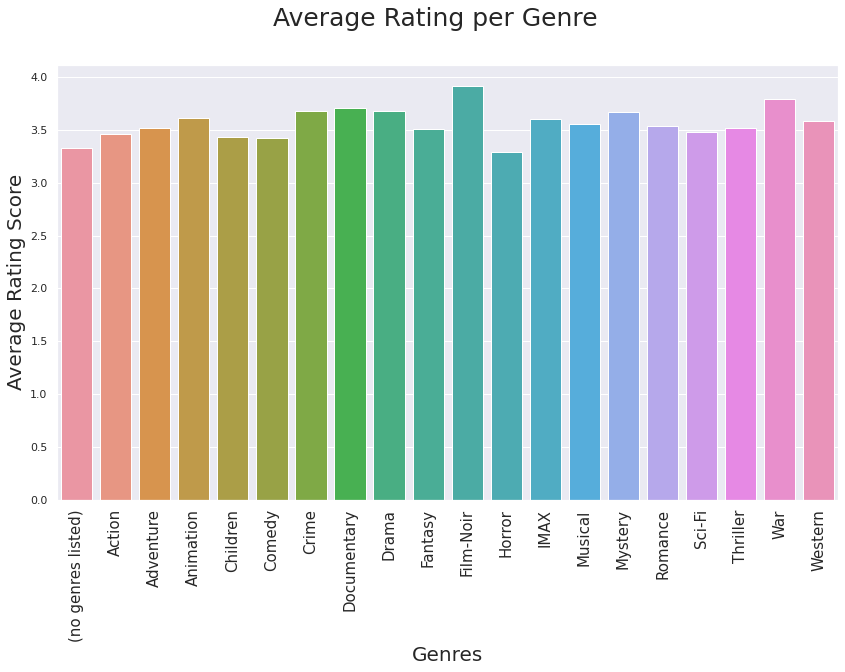 Average Rating per Genre
4.0
3.5
3.0
2.5
2.0
1.5
1.0
0.5
0.0
Average Rating Score
(no genres listed)
Action
Adventure
Animation
Children
Comedy
Crime
Documentary
Drama
Fantasy
Film-Noir
Horror
IMAX
Musical
Mystery
Romance
Sci-Fi
Thriller
War
Western
Genres